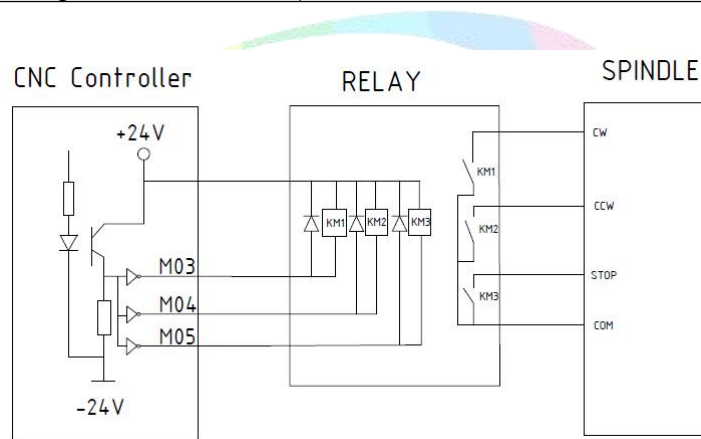 CNC Controller
RELAY
SPINDLE
+24V
M03
M04
M05
-24V
KM1
KM2
KM3
KM1
KM2
KM3
CW
CCW
STOP
COM